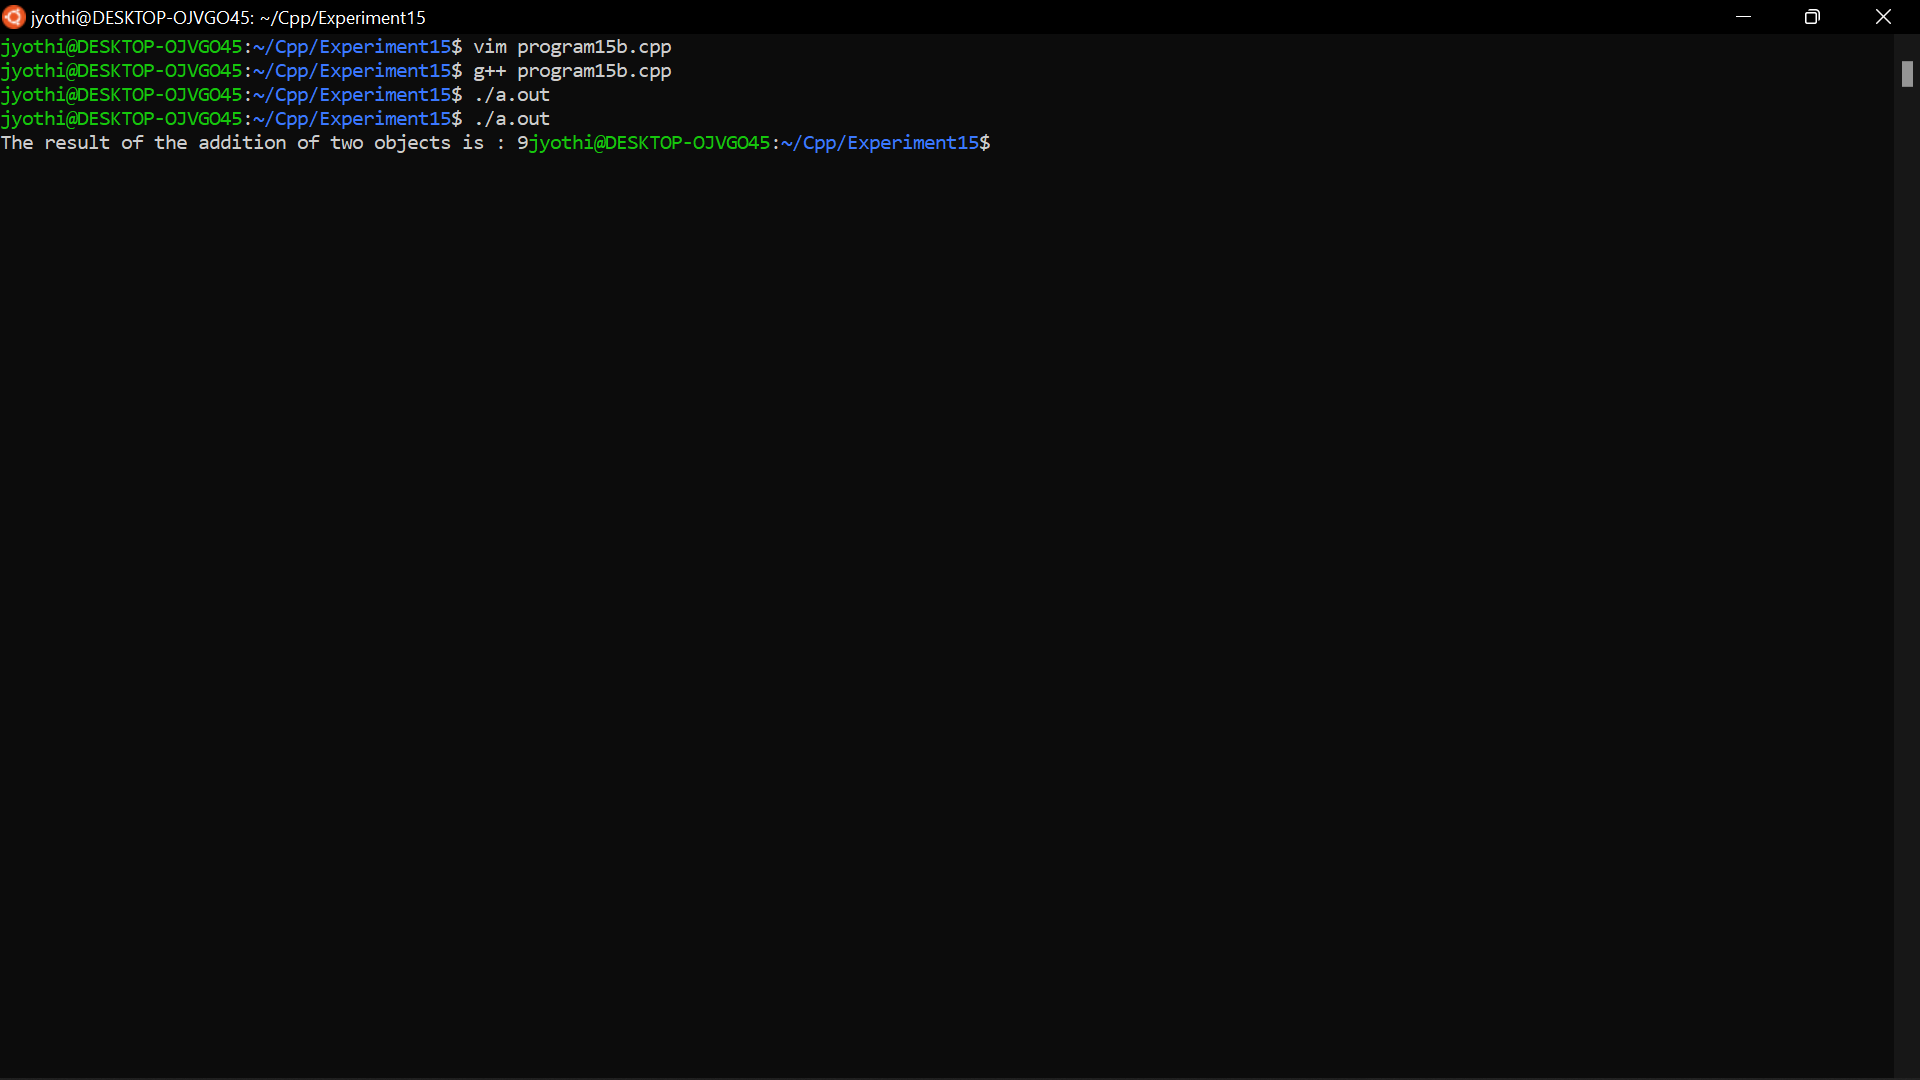 jyothi@DESKTOP-OJVGO45: ~/Cpp/Experiment15
jyothi@DESKTOP-OJVGO45:~/Cpp/Experiment15$ vim program15b.cpp
jyothi@DESKTOP-OJVGO45:~/Cpp/Experiment15$ g++ program15b.cpp
jyothi@DESKTOP-OJVGO45:~/Cpp/Experiment15$ ./a.out
jyothi@DESKTOP-OJVGO45:~/Cpp/Experiment15$ ./a.out
The result of the addition of two objects is : 9jyothi@DESKTOP-OJVGO45:~/Cpp/Experiment15$